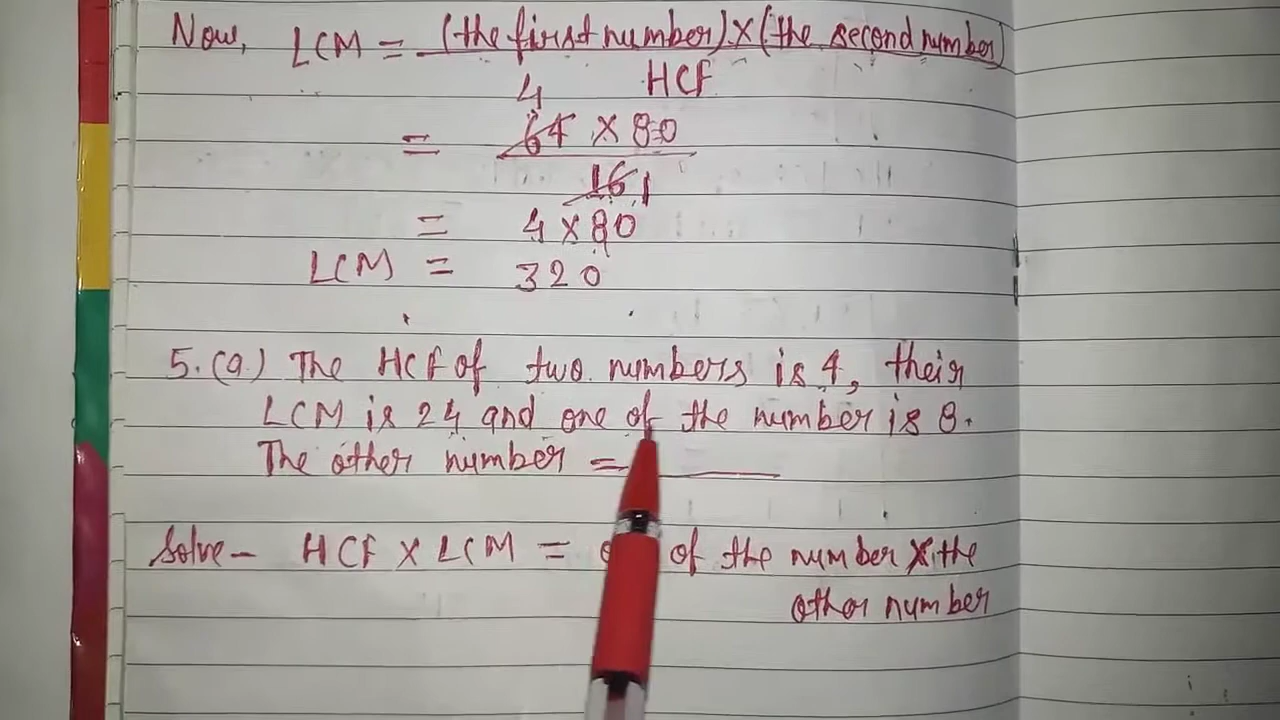 Now, LCM = (the first number) × (the second number)
HCF
4
= 64 × 80
16 1
= 4 × 80
LCM = 320
5. (a.) The HCF of two numbers is 4, their
LCM is 24 and one of the number is 8.
The other number = ______
Solve - HCF × LCM = of the number × the
other number